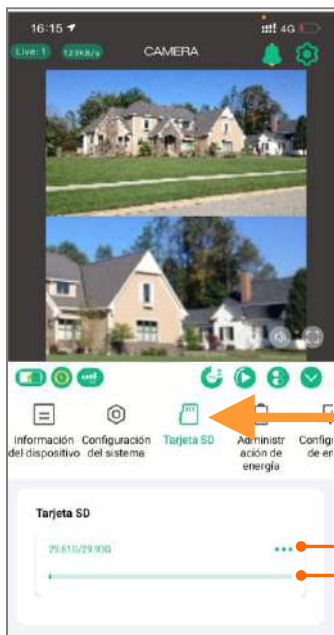 16:15
4G
Live: 1
123KB/s
CAMERA
Información del dispositivo
Configuración del sistema
Tarjeta SD
Administr
ación de
energía
Config
de en
Tarjeta SD
29.61G/29.90G